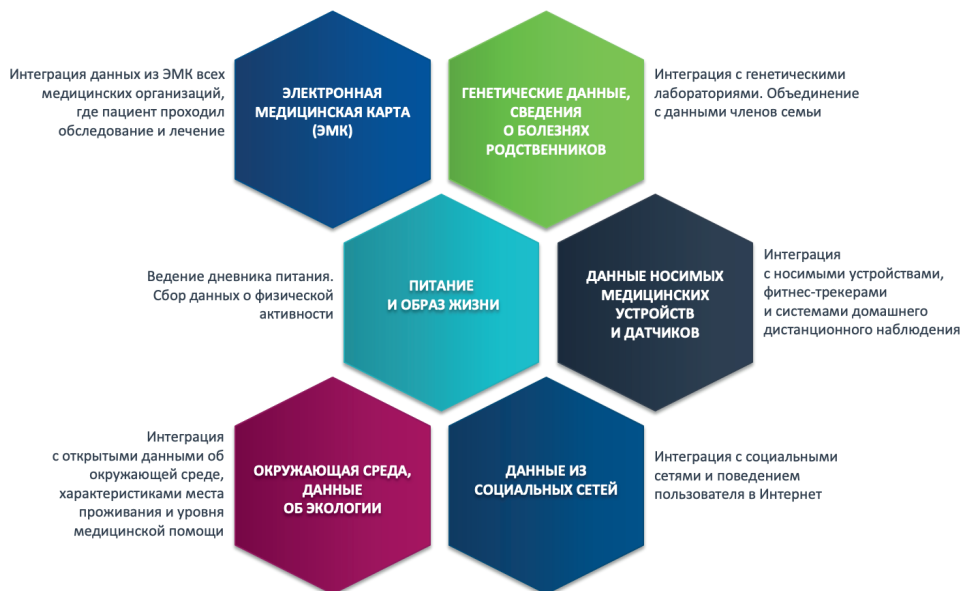 Интеграция данных из ЭМК всех
медицинских организаций,
где пациент проходил
обследование и лечение
ЭЛЕКТРОННАЯ
МЕДИЦИНСКАЯ КАРТА
(ЭМК)
ГЕНЕТИЧЕСКИЕ ДАННЫЕ,
СВЕДЕНИЯ
О БОЛЕЗНЯХ
РОДСТВЕННИКОВ
Интеграция с генетическими
лабораториями. Объединение
с данными членов семьи
Ведение дневника питания.
Сбор данных о физической
активности
ПИТАНИЕ
И ОБРАЗ ЖИЗНИ
ДАННЫЕ НОСИМЫХ
МЕДИЦИНСКИХ
УСТРОЙСТВ
И ДАТЧИКОВ
Интеграция
с носимыми устройствами,
фитнес-трекерами
и системами домашнего
дистанционного наблюдения
Интеграция
с открытыми данными об
окружающей среде,
характеристиками места
проживания и уровня
медицинской помощи
ОКРУЖАЮЩАЯ СРЕДА,
ДАННЫЕ
ОБ ЭКОЛОГИИ
ДАННЫЕ ИЗ
СОЦИАЛЬНЫХ СЕТЕЙ
Интеграция с социальными
сетями и поведением
пользователя в Интернет